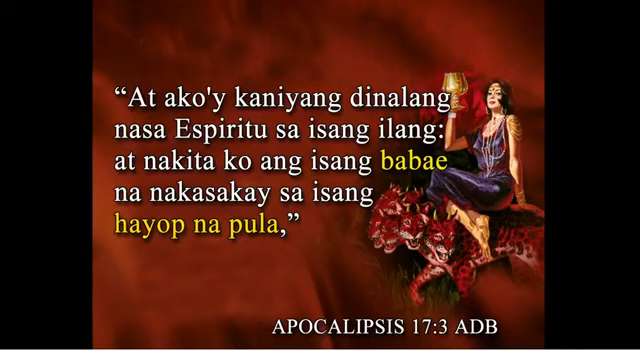 “At ako'y kaniyang dinalang
nasa Espiritu sa isang ilang:
at nakita ko ang isang babae
na nakasakay sa isang
hayop na pula,”
APOCALIPSIS 17:3 ADB